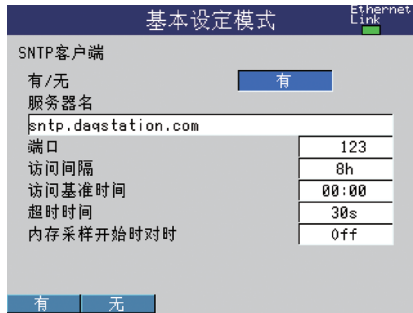 基本设定模式
Ethernet
Link
SNTP客户端
有/无 有
服务器名
sntp.daqstation.com
端口 123
访问间隔 8h
访问基准时间 00:00
超时时间 30s
内存采样开始时对时 Off
有 无